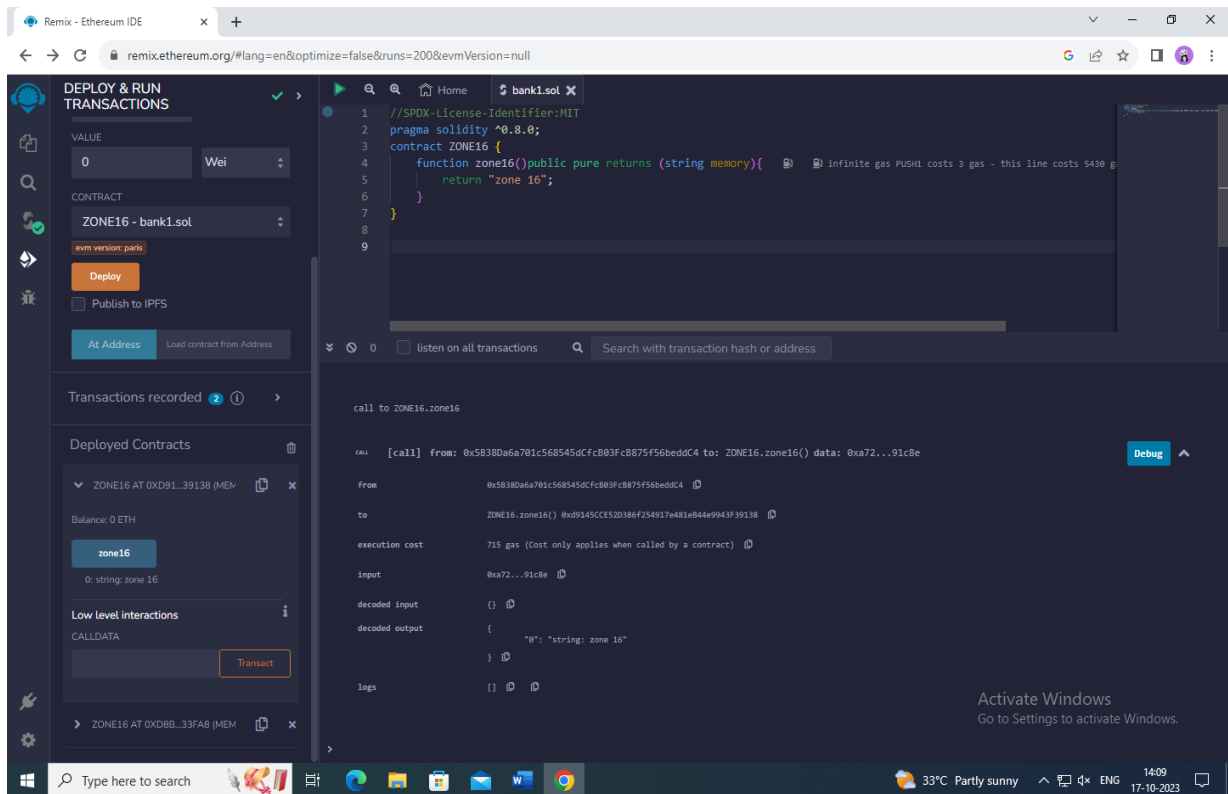 Remix - Ethereum IDE
remix.ethereum.org/#lang=en&optimize=false&runs=200&evmVersion=null
DEPLOY & RUN
TRANSACTIONS
VALUE
0 Wei
CONTRACT
ZONE16 - bank1.sol
evm version: paris
Deploy
Publish to IPFS
At Address Load contract from Address
Transactions recorded 2 i
Deployed Contracts
ZONE16 AT 0XD91...39138 (MEM
Balance: 0 ETH
zone16
0: string: zone 16
Low level interactions
CALLDATA
Transact
ZONE16 AT 0XD8B...33FA8 (MEM
Home bank1.sol
1 //SPDX-License-Identifier:MIT
2 pragma solidity ^0.8.0;
3 contract ZONE16 {
4 function zone16()public pure returns (string memory){ infinite gas PUSH1 costs 3 gas - this line costs 5430 g
5 return "zone 16";
6 }
7 }
8
9
0 listen on all transactions Search with transaction hash or address
call to ZONE16.zone16
CALL [call] from: 0x5B38Da6a701c568545dCfcB03FcB875f56beddC4 to: ZONE16.zone16() data: 0xa72...91c8e Debug
from 0x5B38Da6a701c568545dCfcB03FcB875f56beddC4
to ZONE16.zone16() 0xd9145CCE52D386f254917e481eB44e9943F39138
execution cost 715 gas (Cost only applies when called by a contract)
input 0xa72...91c8e
decoded input {}
decoded output {
"0": "string: zone 16"
}
logs []
>
Activate Windows
Go to Settings to activate Windows.
Type here to search
33°C Partly sunny ENG 14:09
17-10-2023